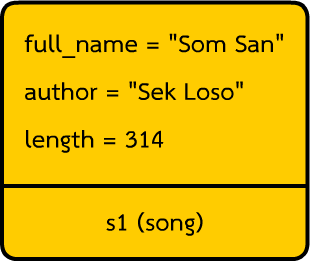 full_name = "Som San"
author = "Sek Loso"
length = 314
s1 (song)